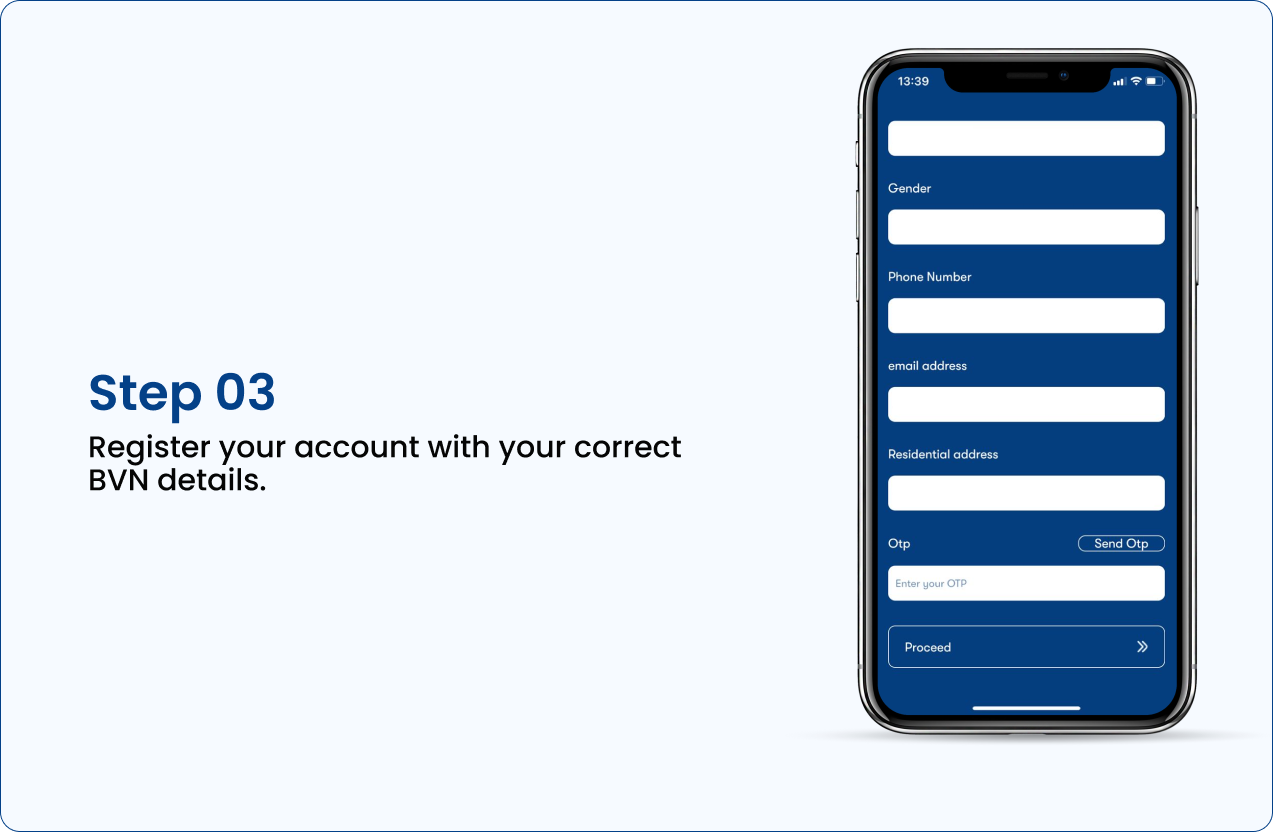 Step 03
Register your account with your correct
BVN details.
13:39
Gender
Phone Number
email address
Residential address
Otp
Send Otp
Enter your OTP
Proceed